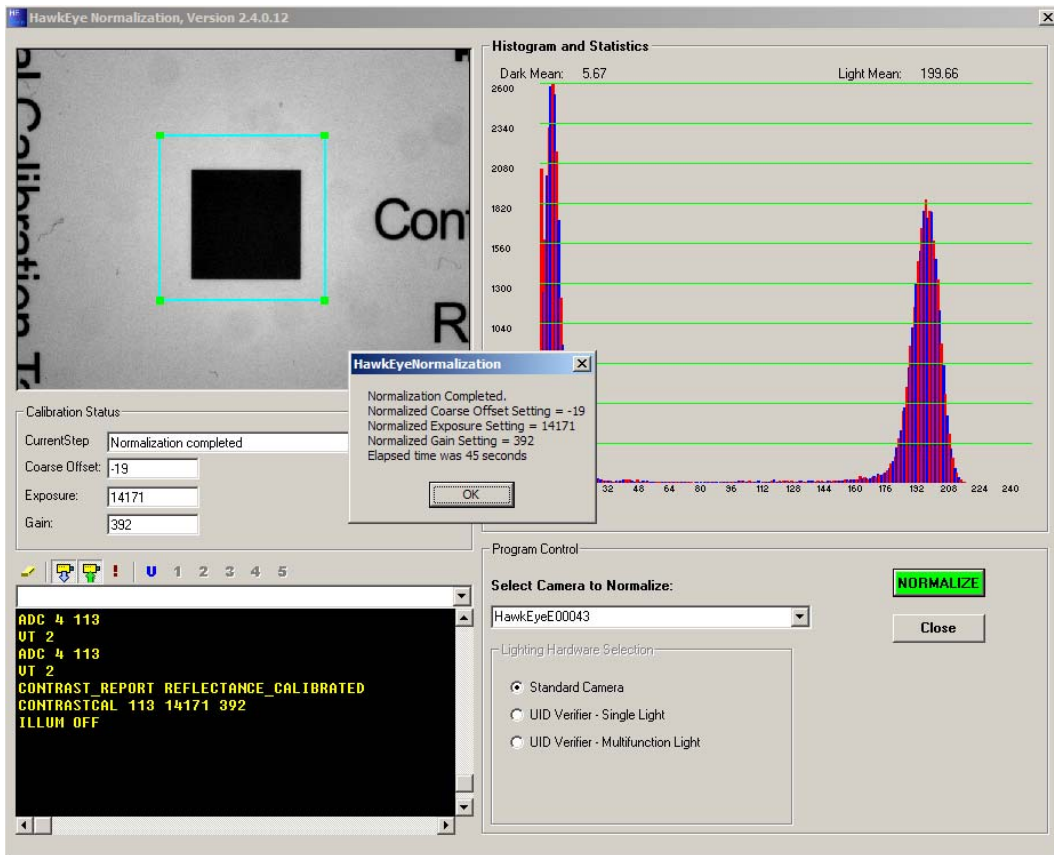 HawkEye Normalization, Version 2.4.0.12
al Calibration Ta
Con
R
Histogram and Statistics
Dark Mean: 5.67
Light Mean: 199.66
2600
2340
2080
1820
1560
1300
1040
32 48 64 80 96 112 128 144 160 176 192 208 224 240
HawkEyeNormalization
Normalization Completed.
Normalized Coarse Offset Setting = -19
Normalized Exposure Setting = 14171
Normalized Gain Setting = 392
Elapsed time was 45 seconds
OK
Calibration Status
CurrentStep Normalization completed
Coarse Offset: -19
Exposure: 14171
Gain: 392
U 1 2 3 4 5
ADC 4 113
VT 2
ADC 4 113
VT 2
CONTRAST_REPORT REFLECTANCE_CALIBRATED
CONTRASTCAL 113 14171 392
ILLUM OFF
Program Control
Select Camera to Normalize:
HawkEyeE00043
NORMALIZE
Close
Lighting Hardware Selection
Standard Camera
UID Verifier - Single Light
UID Verifier - Multifunction Light